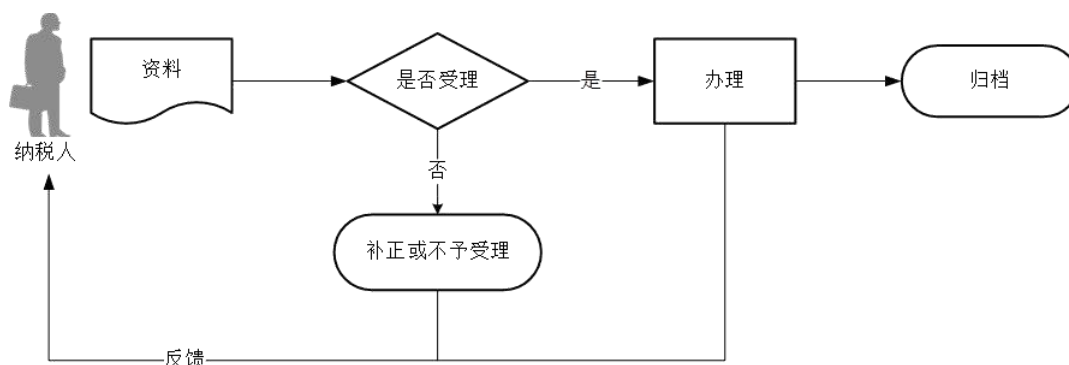 资料
是否受理
是
办理
归档
纳税人
否
补正或不予受理
反馈